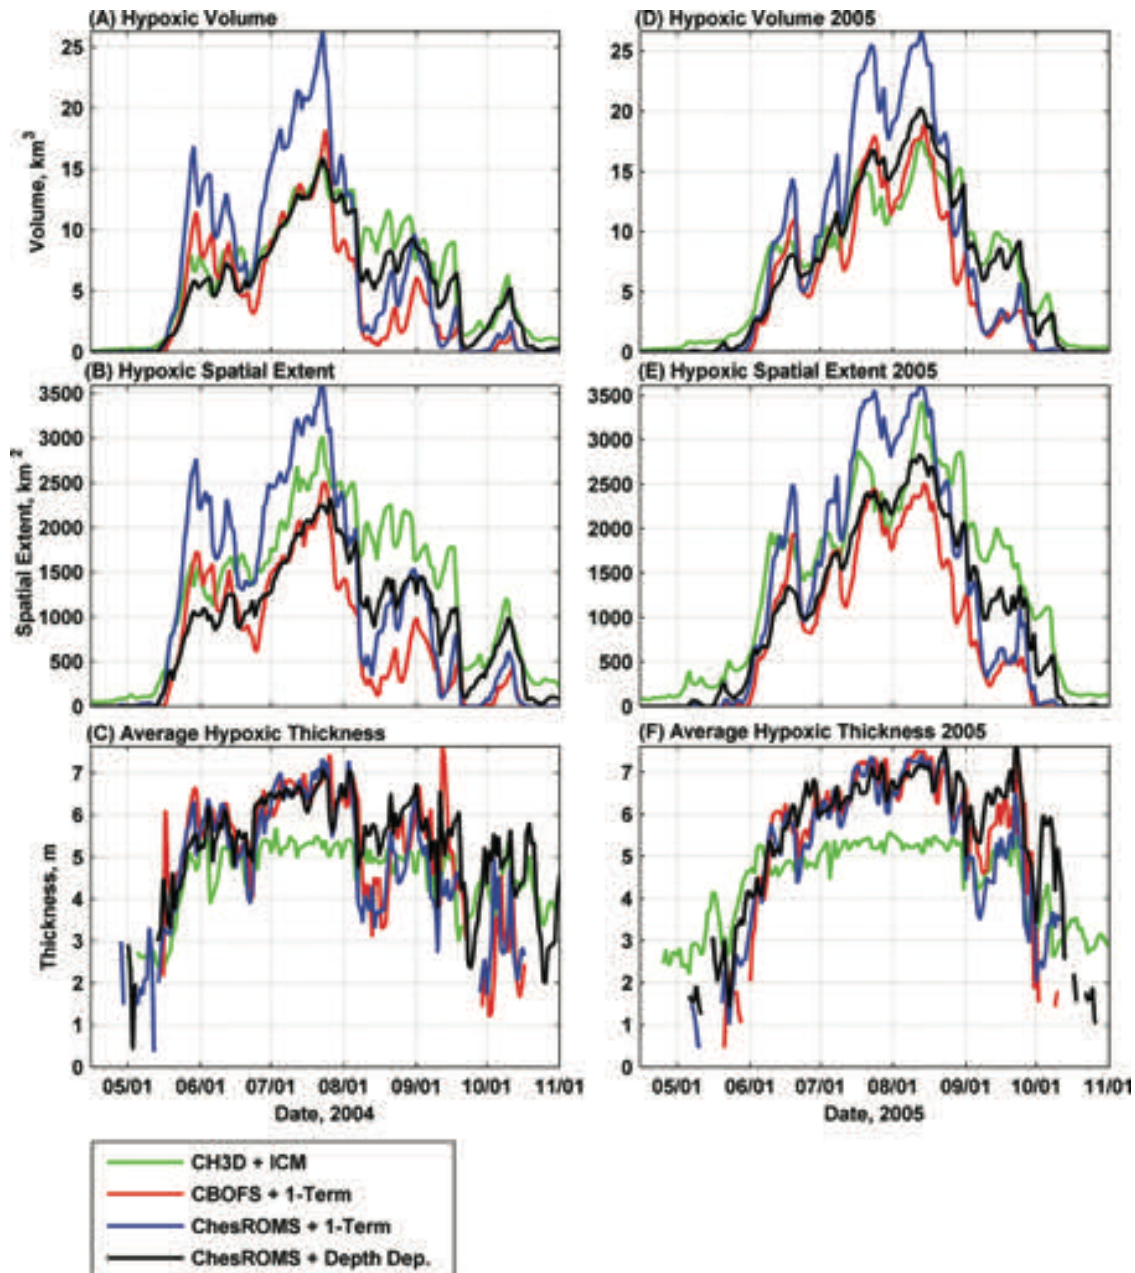 (A) Hypoxic Volume
(D) Hypoxic Volume 2005
25
20
15
10
5
0
Volume, km³
25
20
15
10
5
0
(B) Hypoxic Spatial Extent
(E) Hypoxic Spatial Extent 2005
3500
3000
2500
2000
1500
1000
500
0
Spatial Extent, km²
3500
3000
2500
2000
1500
1000
500
0
(C) Average Hypoxic Thickness
(F) Average Hypoxic Thickness 2005
7
6
5
4
3
2
1
0
Thickness, m
7
6
5
4
3
2
1
0
05/01 06/01 07/01 08/01 09/01 10/01 11/01
Date, 2004
05/01 06/01 07/01 08/01 09/01 10/01 11/01
Date, 2005
CH3D + ICM
CBOFS + 1-Term
ChesROMS + 1-Term
ChesROMS + Depth Dep.